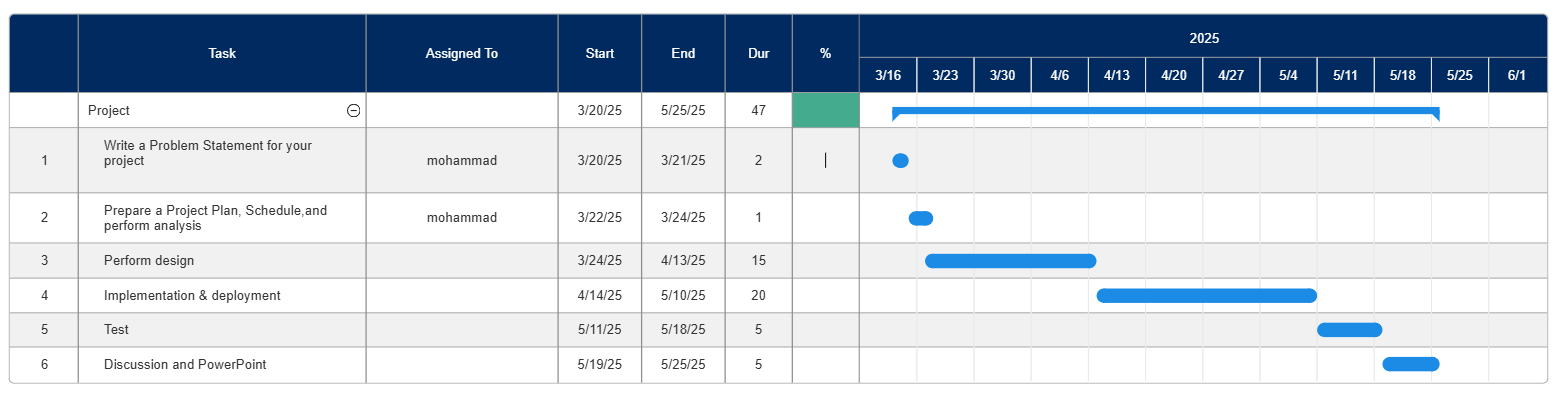 Task Assigned To Start End Dur % 2025
3/16 3/23 3/30 4/6 4/13 4/20 4/27 5/4 5/11 5/18 5/25 6/1
Project 3/20/25 5/25/25 47
1 Write a Problem Statement for your
project mohammad 3/20/25 3/21/25 2
2 Prepare a Project Plan, Schedule,and
perform analysis mohammad 3/22/25 3/24/25 1
3 Perform design 3/24/25 4/13/25 15
4 Implementation & deployment 4/14/25 5/10/25 20
5 Test 5/11/25 5/18/25 5
6 Discussion and PowerPoint 5/19/25 5/25/25 5